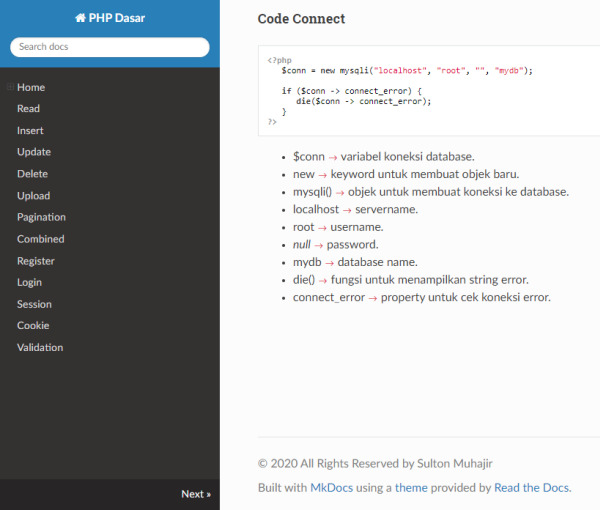 PHP Dasar
Search docs
Home
Read
Insert
Update
Delete
Upload
Pagination
Combined
Register
Login
Session
Cookie
Validation
Next »
Code Connect
<?php
$conn = new mysqli("localhost", "root", "", "mydb");
if ($conn -> connect_error) {
die($conn -> connect_error);
}
?>
• $conn → variabel koneksi database.
• new → keyword untuk membuat objek baru.
• mysqli() → objek untuk membuat koneksi ke database.
• localhost → servername.
• root → username.
• null → password.
• mydb → database name.
• die() → fungsi untuk menampilkan string error.
• connect_error → property untuk cek koneksi error.
© 2020 All Rights Reserved by Sulton Muhajir
Built with MkDocs using a theme provided by Read the Docs.